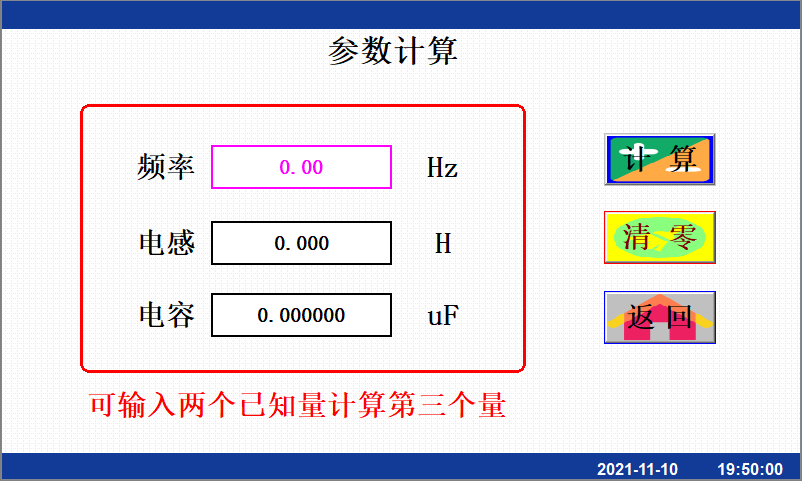 参数计算
频率 0.00 Hz
计 算
电感 0.000 H
清 零
电容 0.000000 uF
返 回
可输入两个已知量计算第三个量
2021-11-10 19:50:00